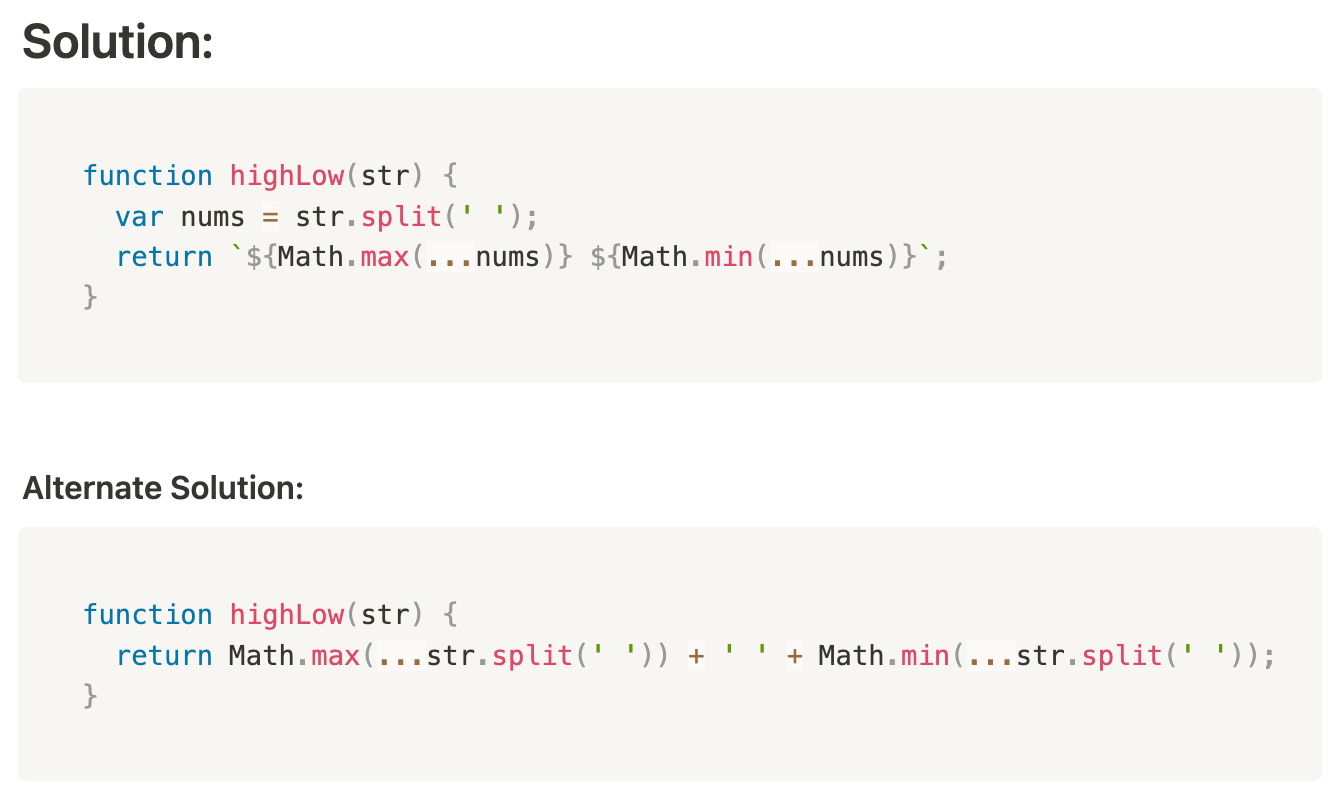 Solution:
function highLow(str) {
  var nums = str.split(' ');
  return `${Math.max(...nums)} ${Math.min(...nums)}`;
}
Alternate Solution:
function highLow(str) {
  return Math.max(...str.split(' ')) + ' ' + Math.min(...str.split(' '));
}